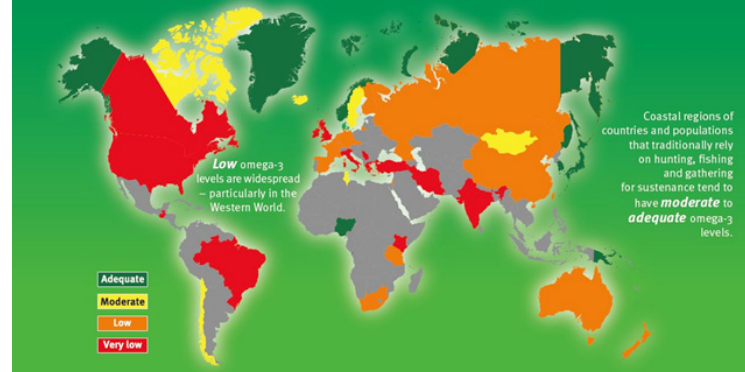 Low omega-3
levels are widespread
– particularly in the
Western World.
Coastal regions of
countries and populations
that traditionally rely
on hunting, fishing
and gathering
for sustenance tend to
have moderate to
adequate omega-3
levels.
Adequate
Moderate
Low
Very low